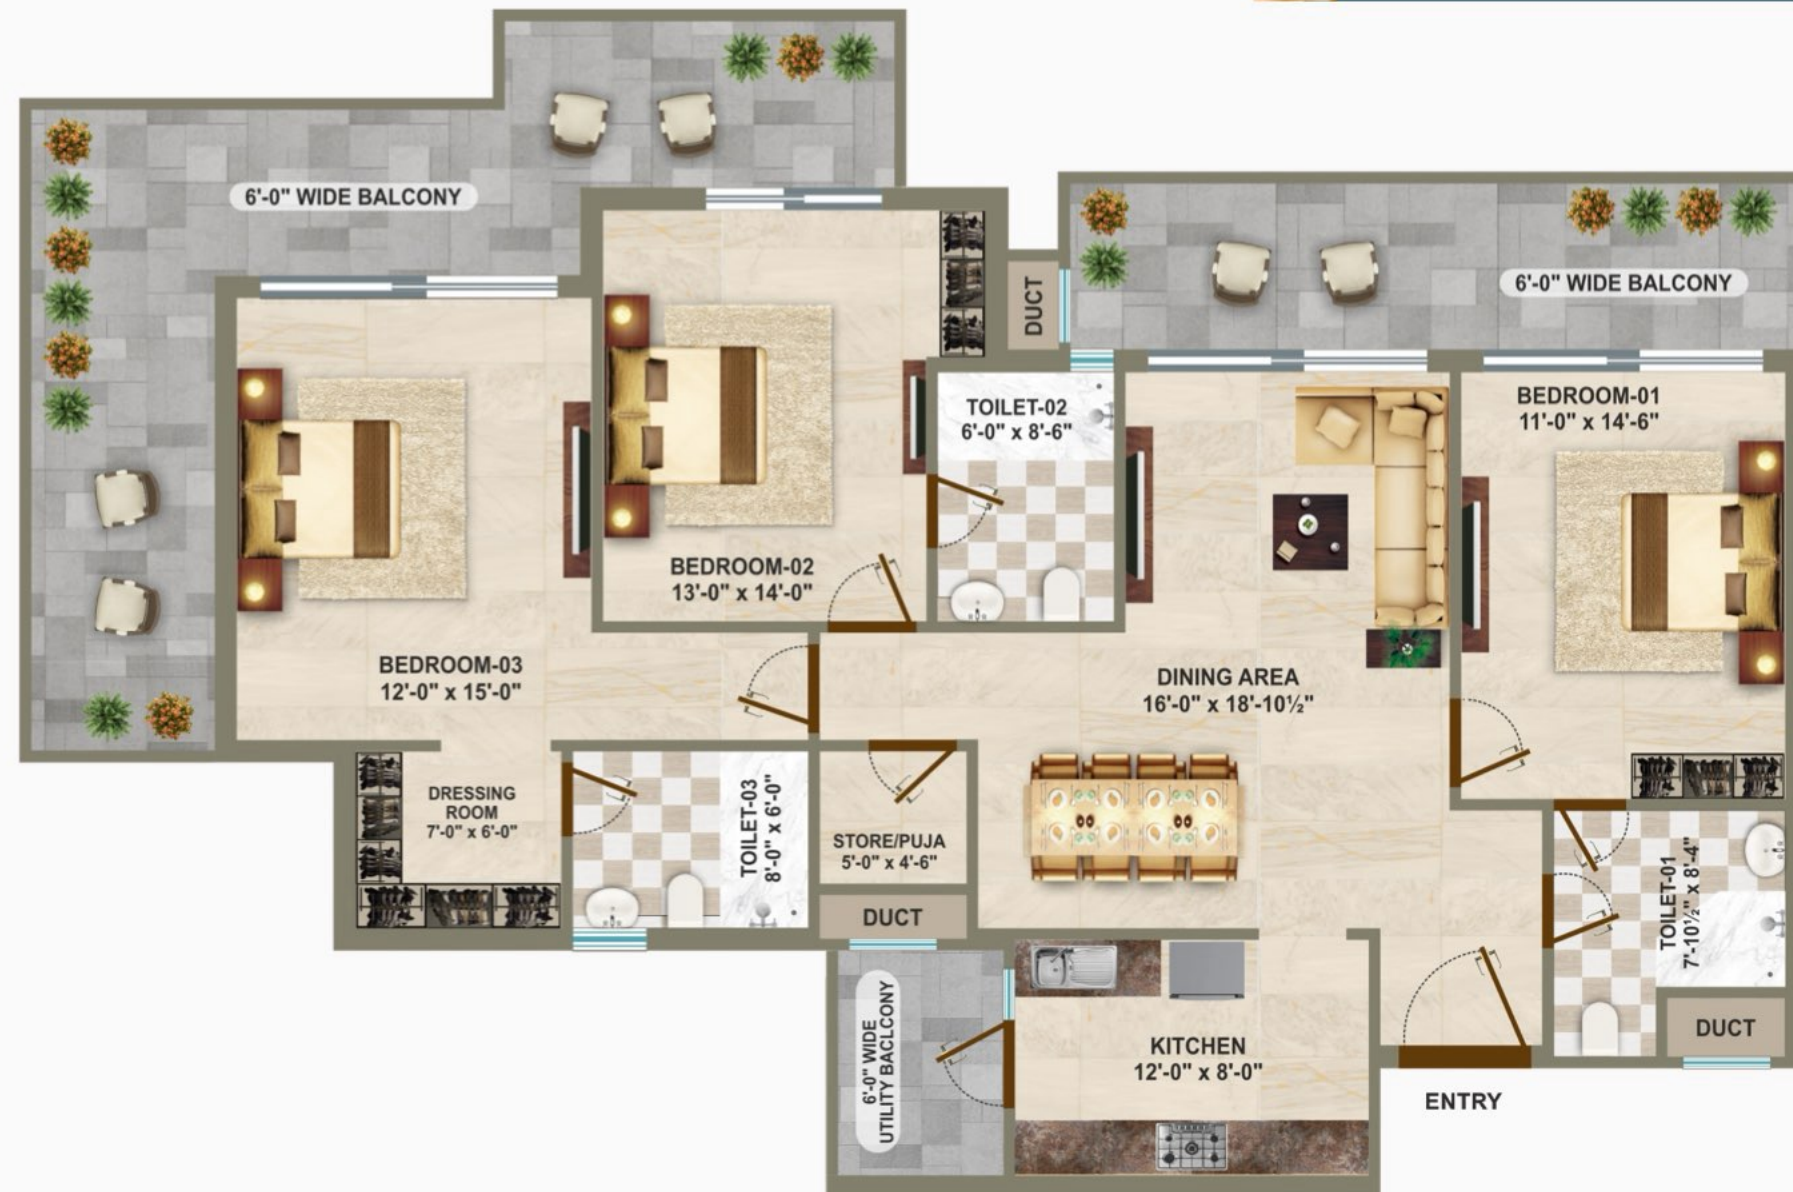 6'-0" WIDE BALCONY
6'-0" WIDE BALCONY
DUCT
BEDROOM-01
11'-0" x 14'-6"
TOILET-02
6'-0" x 8'-6"
BEDROOM-02
13'-0" x 14'-0"
BEDROOM-03
12'-0" x 15'-0"
DINING AREA
16'-0" x 18'-10½"
DRESSING
ROOM
7'-0" x 6'-0"
TOILET-03
8'-0" x 6'-0"
STORE/PUJA
5'-0" x 4'-6"
TOILET-01
7'-10½" x 8'-4"
DUCT
DUCT
6'-0" WIDE
UTILITY BACLCONY
KITCHEN
12'-0" x 8'-0"
ENTRY